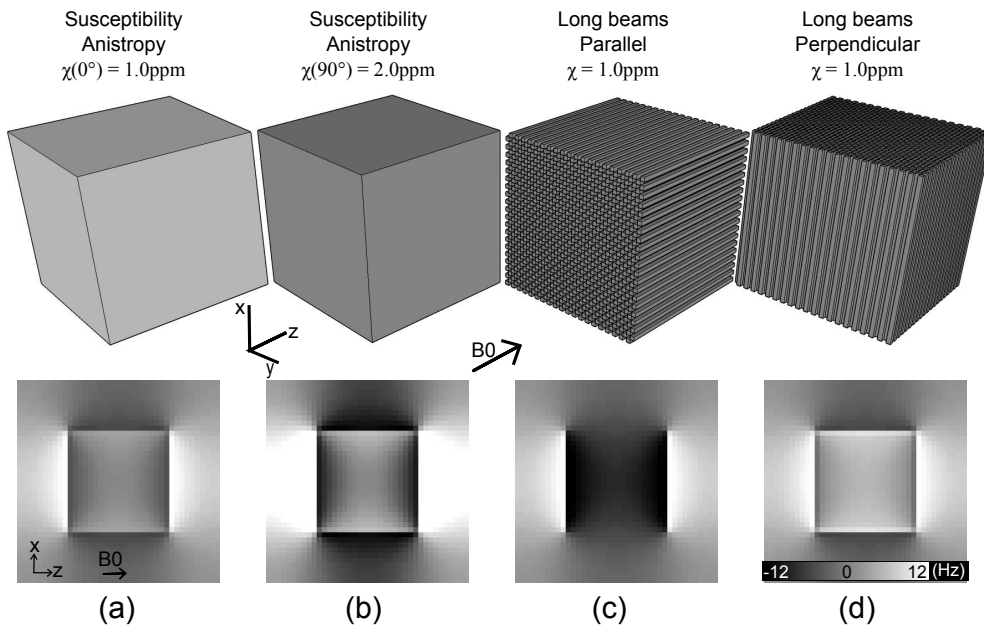 Susceptibility
Anistropy
χ(0°) = 1.0ppm
Susceptibility
Anistropy
χ(90°) = 2.0ppm
Long beams
Parallel
χ = 1.0ppm
Long beams
Perpendicular
χ = 1.0ppm
x
z
y
B0
x
z
B0
-12 0 12 (Hz)
(a)
(b)
(c)
(d)